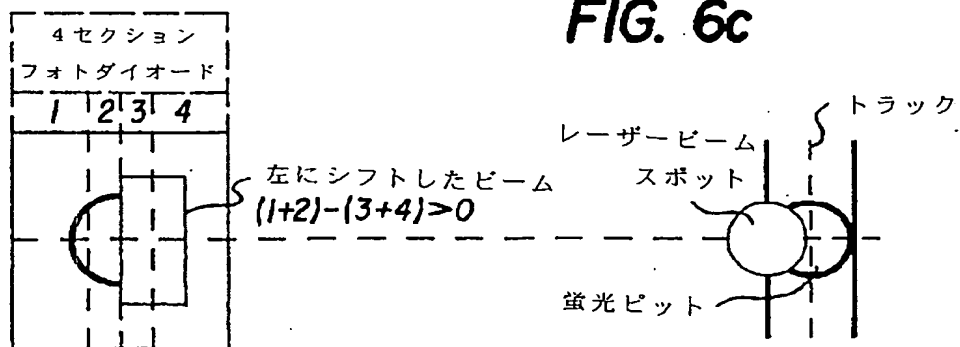 FIG. 6c
4セクション
フォトダイオード
1 2 3 4
左にシフトしたビーム
(1+2)-(3+4)>0
トラック
レーザービーム
スポット
蛍光ピット